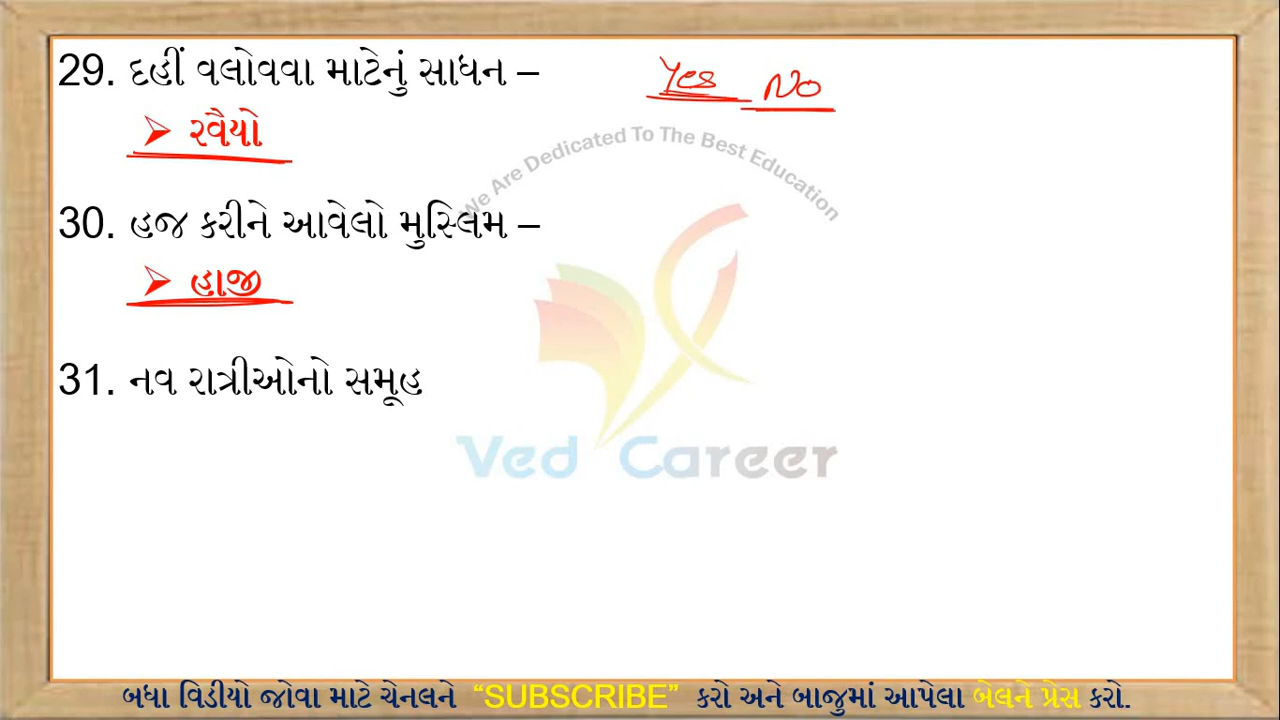 29. દહીં વલોવવા માટેનું સાધન –
Yes No
➢ રવૈયો
We Are Dedicated To The Best Education
30. હજ કરીને આવેલો મુસ્લિમ –
➢ હાજી
31. નવ રાત્રીઓનો સમૂહ
Ved Career
બધા વિડીયો જોવા માટે ચેનલને “SUBSCRIBE” કરો અને બાજુમાં આપેલા બેલને પ્રેસ કરો.